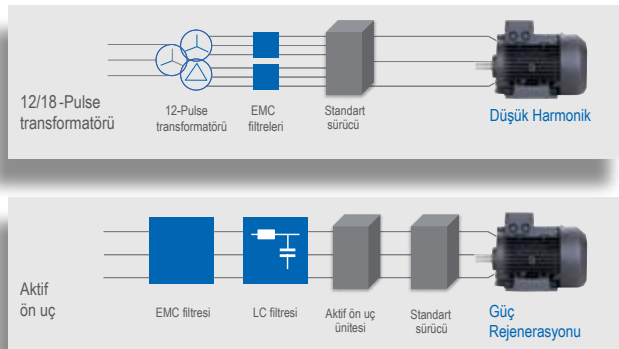 12/18 -Pulse
transformatörü
12-Pulse
transformatörü
EMC
filtreleri
Standart
sürücü
Düşük Harmonik
Aktif
ön uç
EMC filtresi
LC filtresi
Aktif ön uç
ünitesi
Standart
sürücü
Güç
Rejenerasyonu